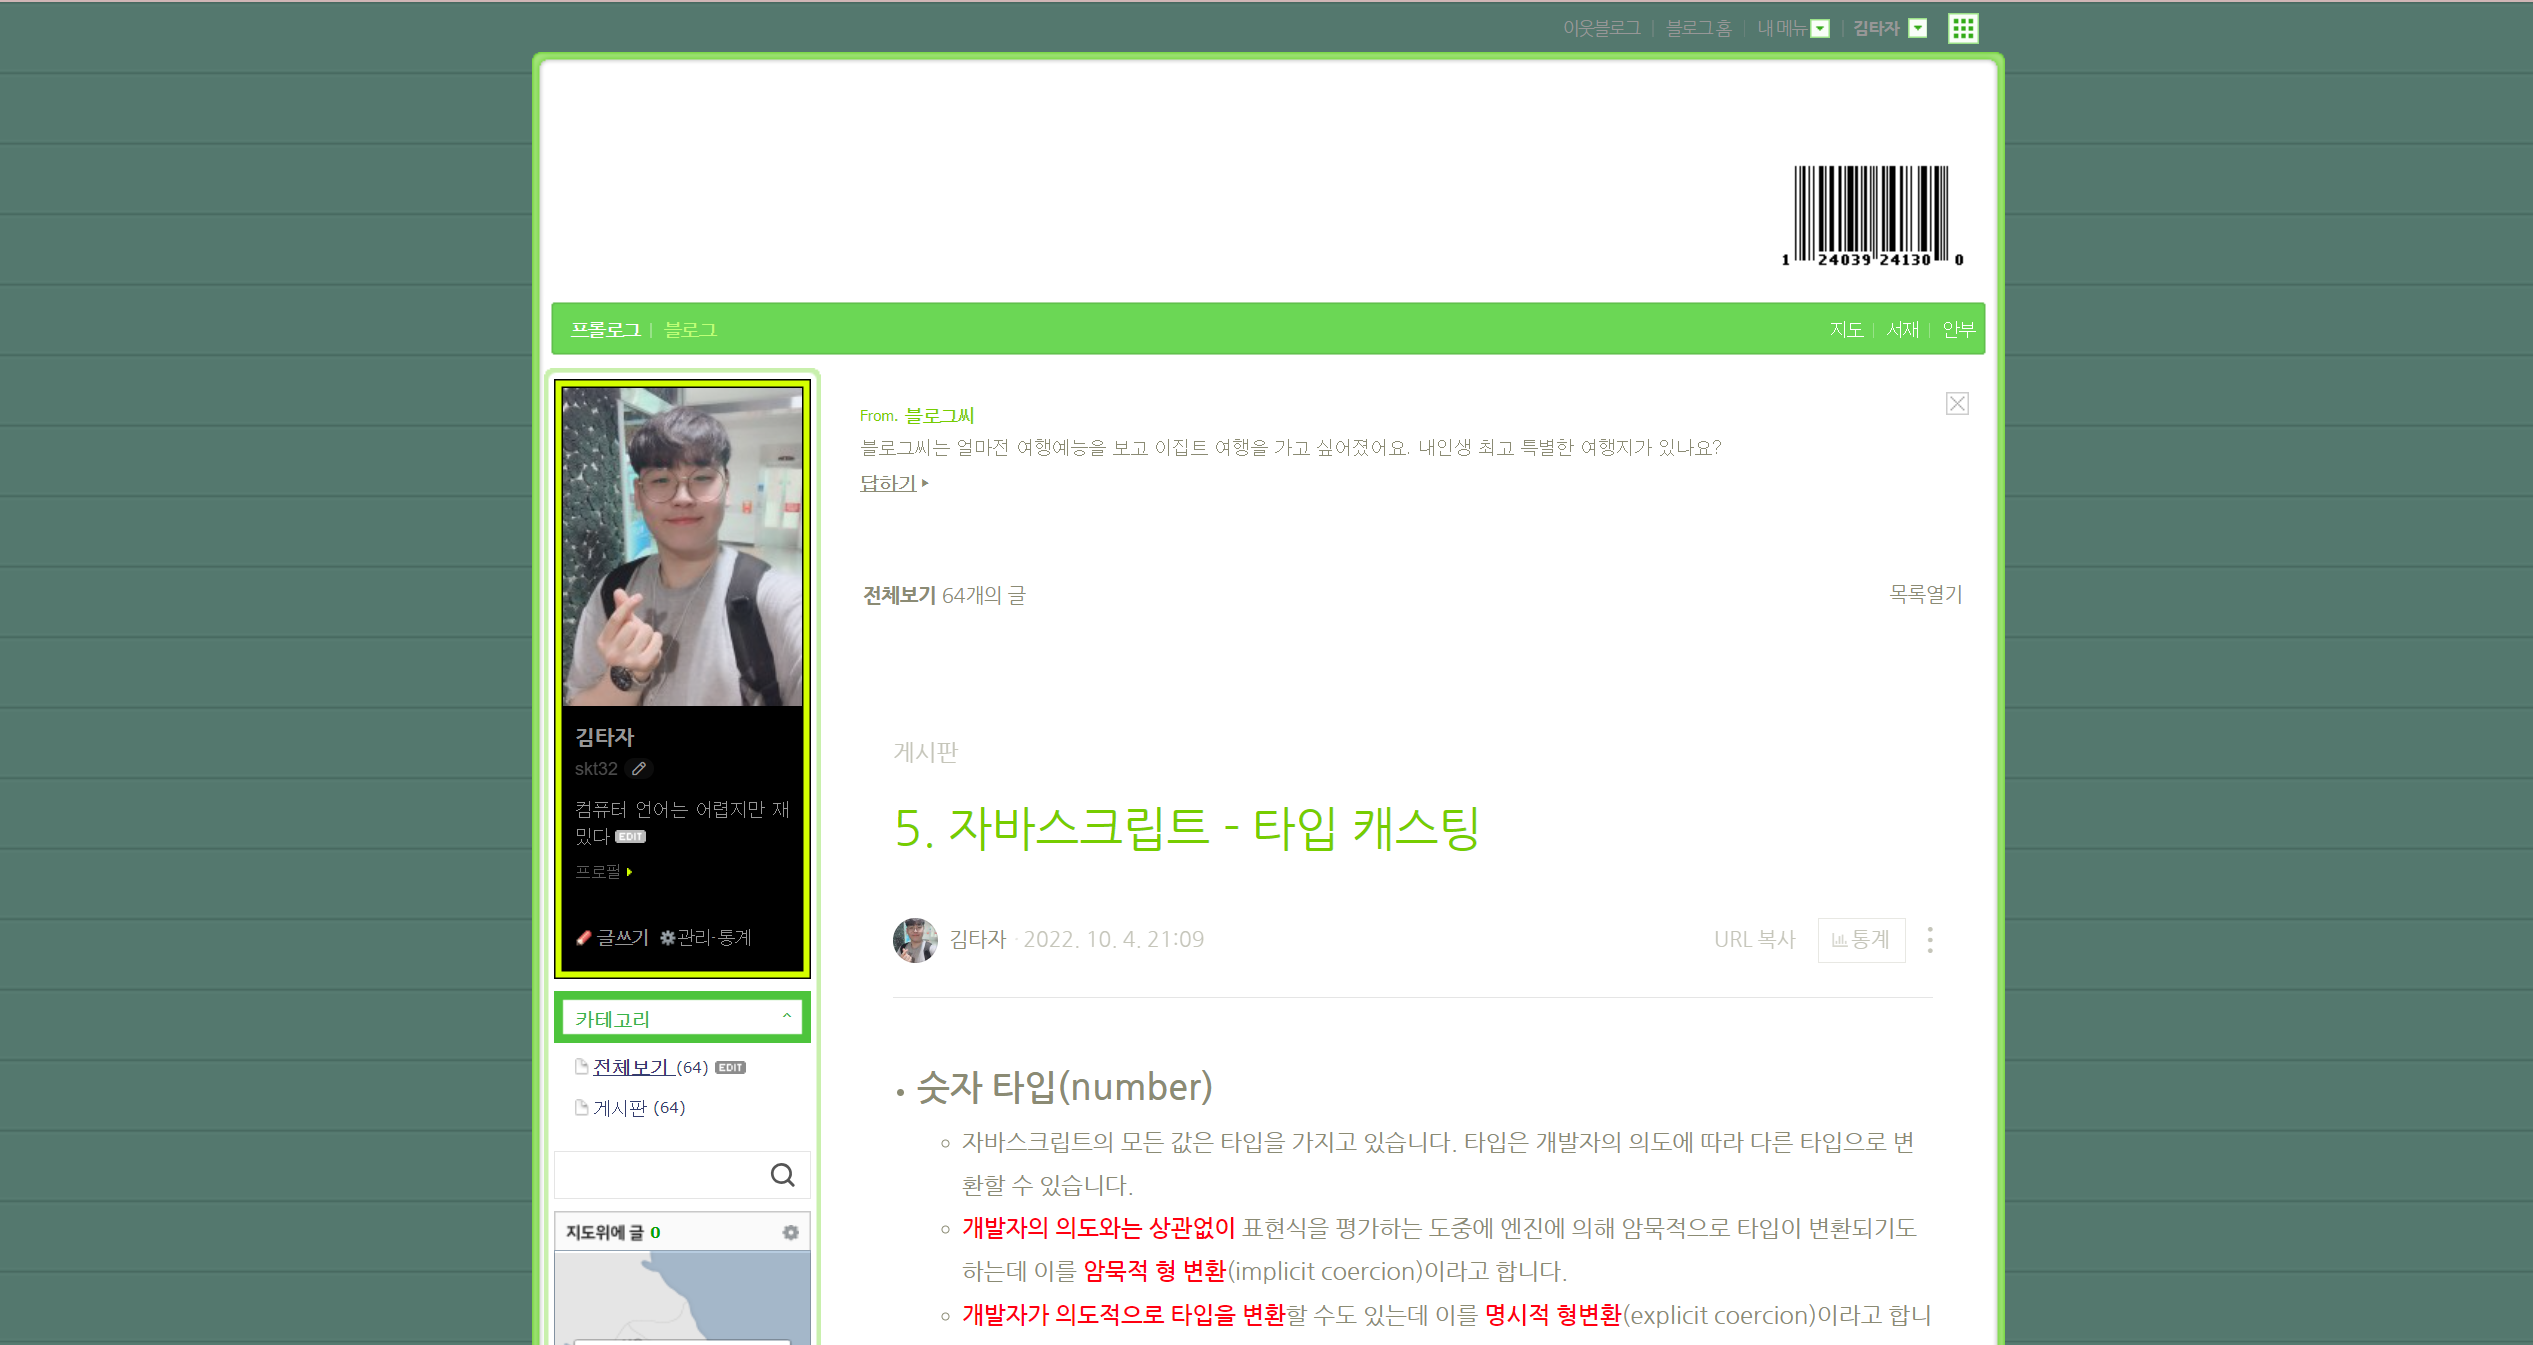 이웃블로그 | 블로그 홈 | 내 메뉴 | 김타자
1 24039 24130 0
프롤로그 | 블로그
지도 | 서재 | 안부
From. 블로그씨
블로그씨는 얼마전 여행예능을 보고 이집트 여행을 가고 싶어졌어요. 내인생 최고 특별한 여행지가 있나요?
답하기
전체보기 64개의 글
목록열기
김타자
skt32
컴퓨터 언어는 어렵지만 재
밌다 EDIT
프로필
글쓰기 관리·통계
카테고리
전체보기 (64) EDIT
게시판 (64)
지도위에 글 0
게시판
5. 자바스크립트 - 타입 캐스팅
김타자 · 2022. 10. 4. 21:09
URL 복사 통계
• 숫자 타입(number)
자바스크립트의 모든 값은 타입을 가지고 있습니다. 타입은 개발자의 의도에 따라 다른 타입으로 변
환할 수 있습니다.
개발자의 의도와는 상관없이 표현식을 평가하는 도중에 엔진에 의해 암묵적으로 타입이 변환되기도
하는데 이를 암묵적 형 변환(implicit coercion)이라고 합니다.
개발자가 의도적으로 타입을 변환할 수도 있는데 이를 명시적 형변환(explicit coercion)이라고 합니